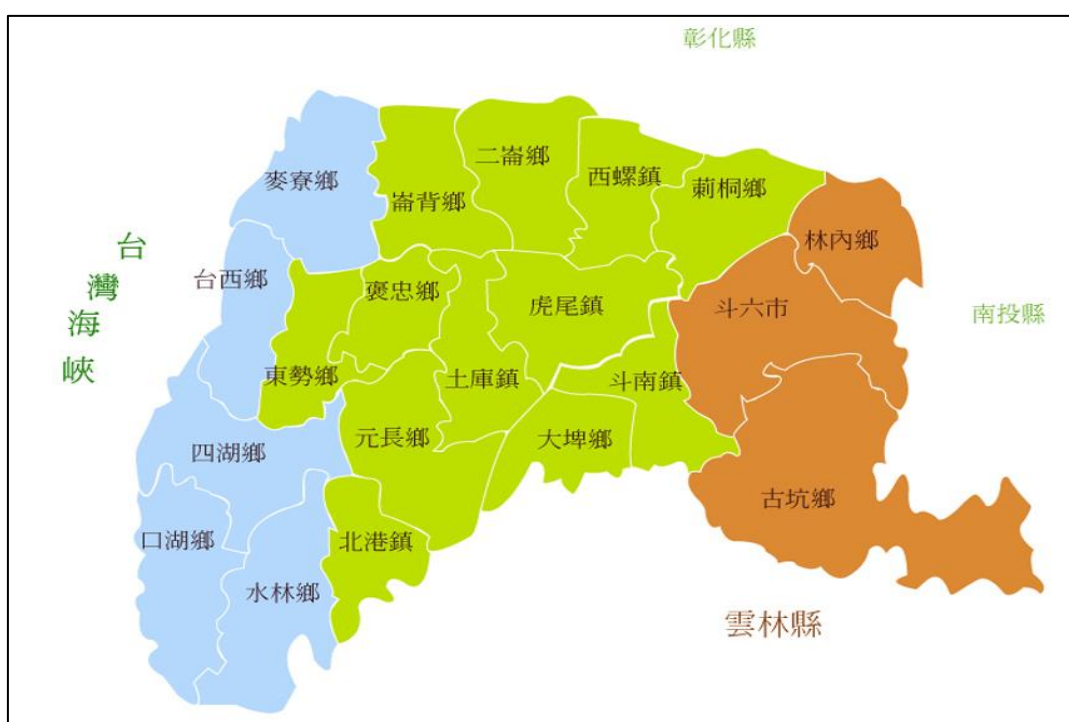 彰化縣
二崙鄉
麥寮鄉
崙背鄉
西螺鎮
莿桐鄉
林內鄉
台灣海峽
台西鄉
褒忠鄉
虎尾鎮
斗六市
南投縣
東勢鄉
土庫鎮
斗南鎮
元長鄉
大埤鄉
四湖鄉
古坑鄉
口湖鄉
北港鎮
水林鄉
雲林縣